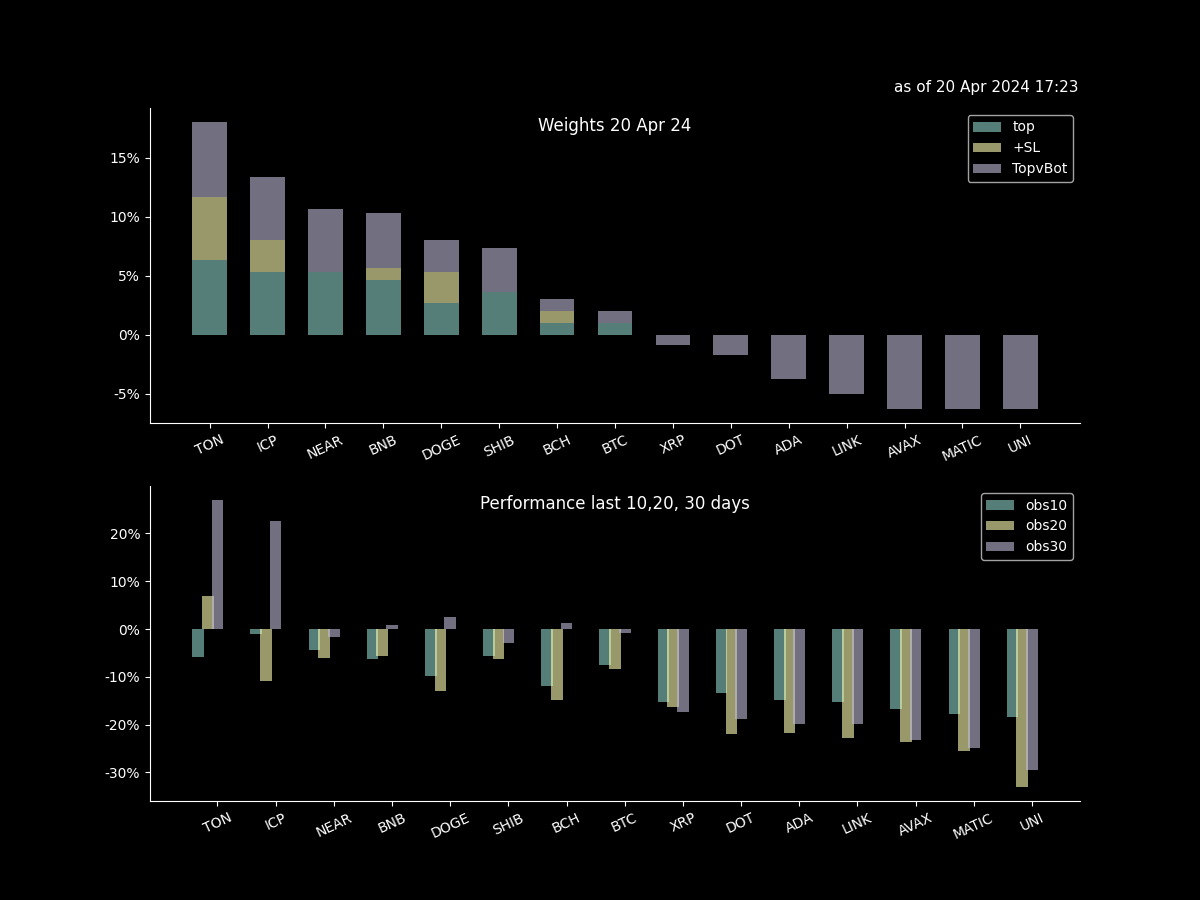 as of 20 Apr 2024 17:23
Weights 20 Apr 24
top
+SL
TopvBot
15%
10%
5%
0%
-5%
TON ICP NEAR BNB DOGE SHIB BCH BTC XRP DOT ADA LINK AVAX MATIC UNI
Performance last 10,20, 30 days
obs10
obs20
obs30
20%
10%
0%
-10%
-20%
-30%
TON ICP NEAR BNB DOGE SHIB BCH BTC XRP DOT ADA LINK AVAX MATIC UNI